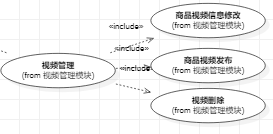 «include»
商品视频信息修改
(from 视频管理模块)
«include»
视频管理
(from 视频管理模块)
«include»
商品视频发布
(from 视频管理模块)
视频删除
(from 视频管理模块)